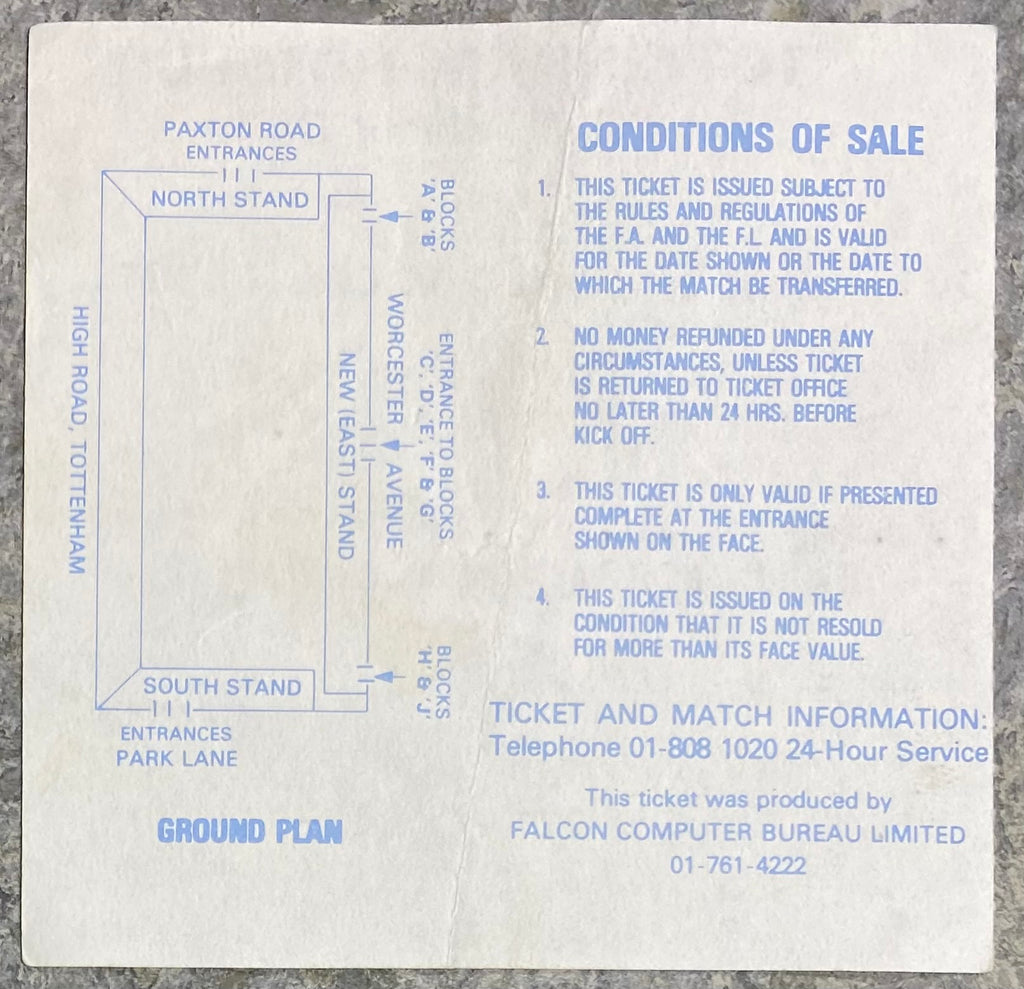 PAXTON ROAD
ENTRANCES
NORTH STAND
BLOCKS
'A' & 'B'
HIGH ROAD, TOTTENHAM
NEW (EAST) STAND
WORCESTER AVENUE
ENTRANCE TO BLOCKS
'C', 'D', 'E', 'F' & 'G'
BLOCKS
'H' & 'J'
SOUTH STAND
ENTRANCES
PARK LANE
GROUND PLAN
CONDITIONS OF SALE
1. THIS TICKET IS ISSUED SUBJECT TO
THE RULES AND REGULATIONS OF
THE F.A. AND THE F.L. AND IS VALID
FOR THE DATE SHOWN OR THE DATE TO
WHICH THE MATCH BE TRANSFERRED.
2. NO MONEY REFUNDED UNDER ANY
CIRCUMSTANCES, UNLESS TICKET
IS RETURNED TO TICKET OFFICE
NO LATER THAN 24 HRS. BEFORE
KICK OFF.
3. THIS TICKET IS ONLY VALID IF PRESENTED
COMPLETE AT THE ENTRANCE
SHOWN ON THE FACE.
4. THIS TICKET IS ISSUED ON THE
CONDITION THAT IT IS NOT RESOLD
FOR MORE THAN ITS FACE VALUE.
TICKET AND MATCH INFORMATION:
Telephone 01-808 1020 24-Hour Service
This ticket was produced by
FALCON COMPUTER BUREAU LIMITED
01-761-4222